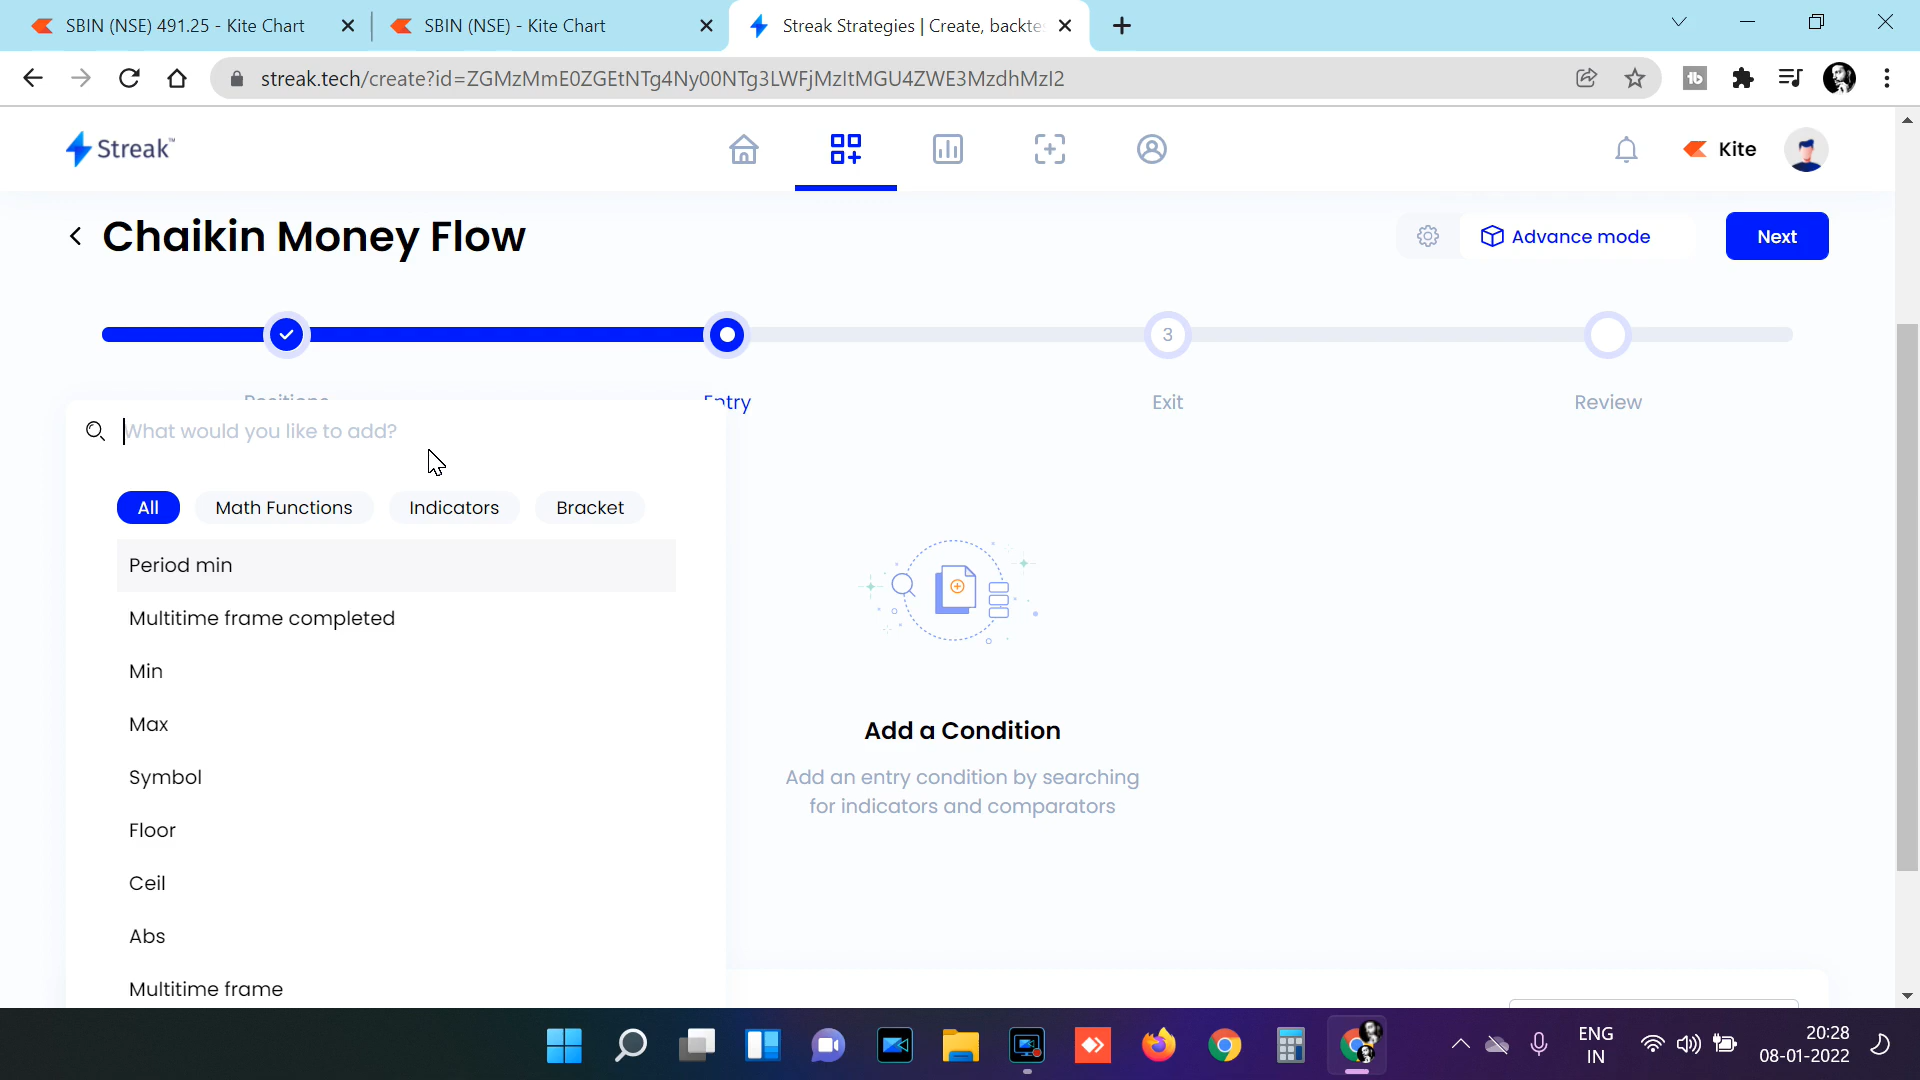 SBIN (NSE) 491.25 - Kite Chart
SBIN (NSE) - Kite Chart
Streak Strategies | Create, backte
streak.tech/create?id=ZGMzMmE0ZGEtNTg4Ny00NTg3LWFjMzItMGU4ZWE3MzdhMzI2
Streak™
Kite
Chaikin Money Flow
Advance mode
Next
3
Positions
Entry
Exit
Review
What would you like to add?
All
Math Functions
Indicators
Bracket
Period min
Multitime frame completed
Min
Max
Symbol
Floor
Ceil
Abs
Multitime frame
Add a Condition
Add an entry condition by searching
for indicators and comparators
ENG
IN
20:28
08-01-2022